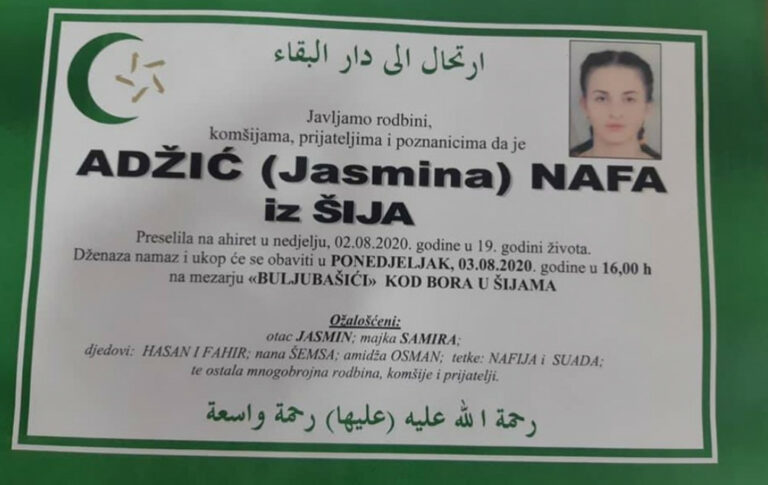 ارتحال الى دار البقاء
Javljamo rodbini,
komšijama, prijateljima i poznanicima da je
ADŽIĆ (Jasmina) NAFA
iz ŠIJA
Preselila na ahiret u nedjelju, 02.08.2020. godine u 19. godini života.
Dženaza namaz i ukop će se obaviti u PONEDJELJAK, 03.08.2020. godine u 16,00 h
na mezarju «BULJUBAŠIĆI» KOD BORA U ŠIJAMA
Ožalošćeni:
otac JASMIN; majka SAMIRA;
djedovi: HASAN I FAHIR; nana ŠEMSA; amidža OSMAN; tetke: NAFIJA i SUADA;
te ostala mnogobrojna rodbina, komšije i prijatelji.
رحمة الله عليه (عليها) رحمة واسعة